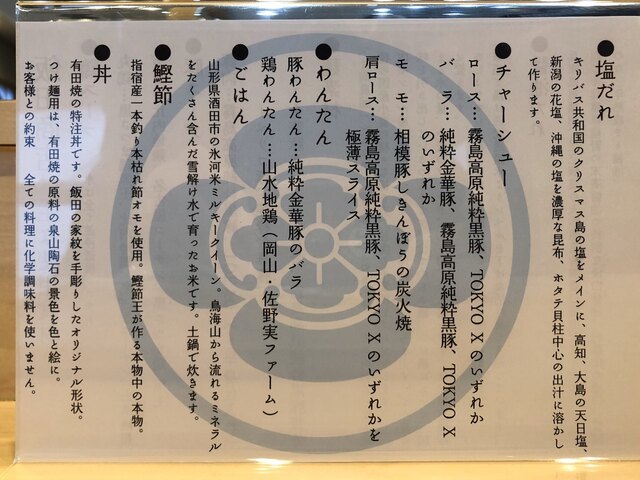 ●塩だれ
キリバス共和国のクリスマス島の塩をメインに、高知、大島の天日塩、
新潟の花塩、沖縄の塩を濃厚な昆布、ホタテ貝柱中心の出汁に溶かし
て作ります。
●チャーシュー
ロース…霧島高原純粋黒豚、TOKYO Xのいずれか
バラ…純粋金華豚、霧島高原純粋黒豚、TOKYO X
のいずれか
モモ…相模豚しきんぼうの炭火焼
肩ロース…霧島高原純粋黒豚、TOKYO Xのいずれかを
極薄スライス
●わんたん
豚わんたん…純粋金華豚のバラ
鶏わんたん…山水地鶏(岡山・佐野実ファーム)
●ごはん
山形県酒田市の氷河米ミルキークイーン。鳥海山から流れるミネラル
をたくさん含んだ雪解け水で育ったお米です。土鍋で炊きます。
●鰹節
指宿産一本釣り本枯れ節オモを使用。鰹節王が作る本物中の本物。
●丼
有田焼の特注丼です。飯田の家紋を手彫りしたオリジナル形状。
つけ麺用は、有田焼の原料の泉山陶石の景色を色と絵に。
お客様との約束 全ての料理に化学調味料を使いません。